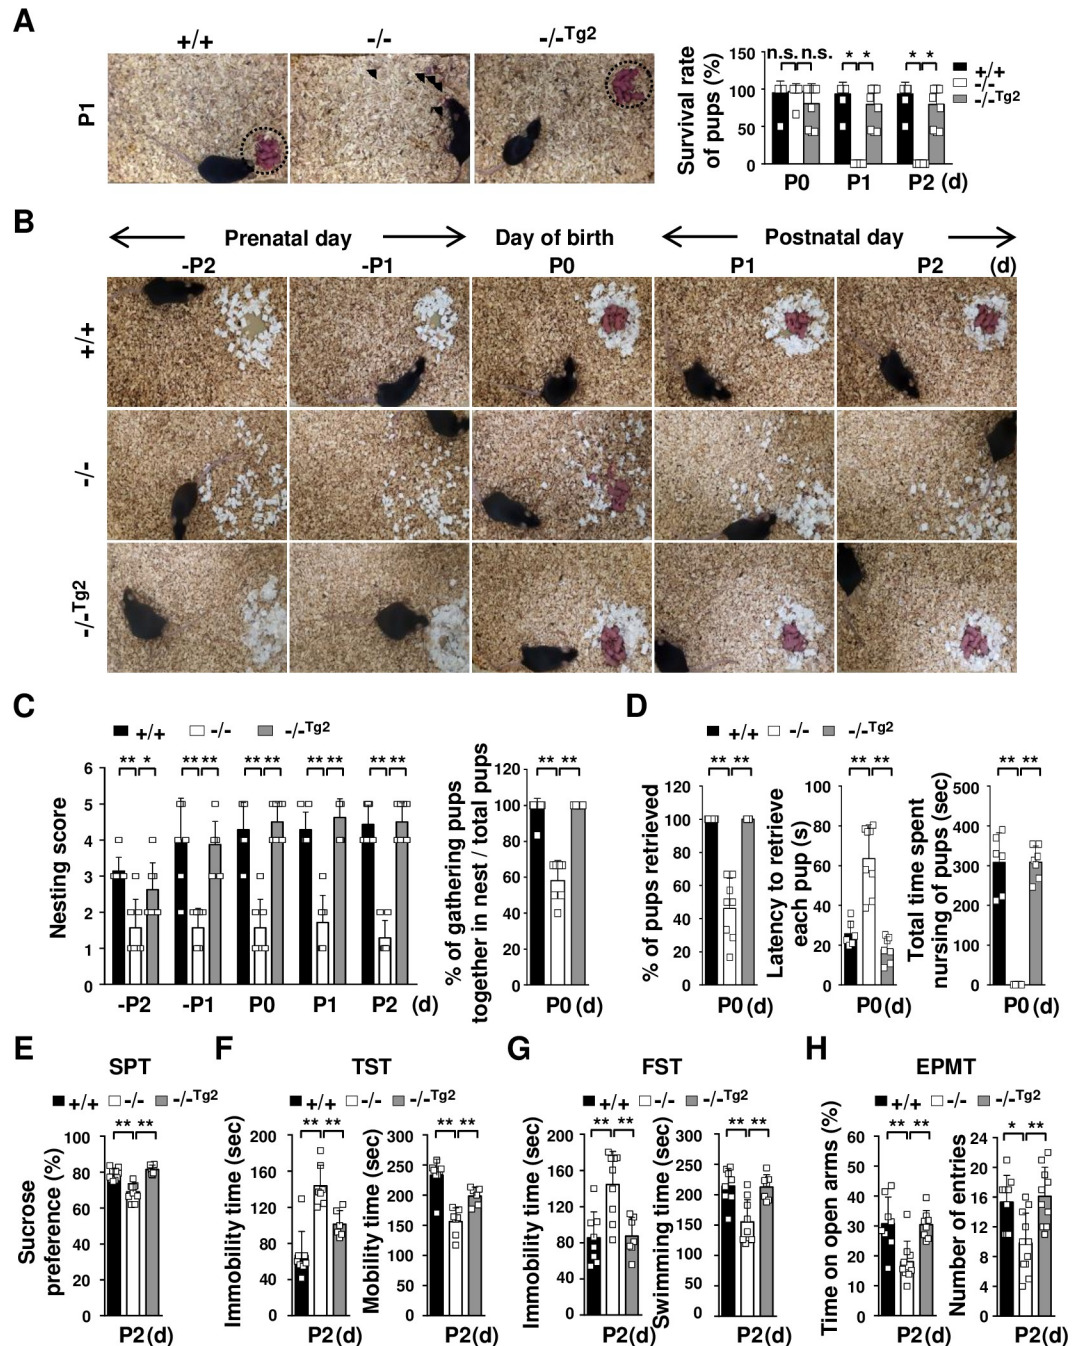 A
+/+
-/-
-/-Tg2
P1
Survival rate
of pups (%)
150
100
50
0
n.s. n.s.
* *
* *
+/+
-/-
-/-Tg2
P0 P1 P2 (d)
B
Prenatal day
Day of birth
Postnatal day
-P2 -P1 P0 P1 P2 (d)
+/+
-/-
-/-Tg2
C
+/+ -/- -/-Tg2
Nesting score
6
5
4
3
2
1
0
** *
** **
** **
** **
** **
-P2 -P1 P0 P1 P2 (d)
% of gathering pups
together in nest / total pups
120
100
80
60
40
20
0
** **
P0 (d)
D
+/+ -/- -/-Tg2
% of pups retrieved
120
100
80
60
40
20
0
** **
P0 (d)
Latency to retrieve
each pup (s)
100
80
60
40
20
0
** **
P0 (d)
Total time spent
nursing of pups (sec)
500
400
300
200
100
0
** **
P0 (d)
E
SPT
+/+ -/- -/-Tg2
Sucrose
preference (%)
100
80
60
40
20
0
** **
P2 (d)
F
TST
+/+ -/- -/-Tg2
Immobility time (sec)
200
160
120
80
40
0
** **
P2 (d)
Mobility time (sec)
300
250
200
150
100
50
0
** **
P2 (d)
G
FST
+/+ -/- -/-Tg2
Immobility time (sec)
200
160
120
80
40
0
** **
P2 (d)
Swimming time (sec)
300
250
200
150
100
50
0
** **
P2 (d)
H
EPMT
+/+ -/- -/-Tg2
Time on open arms (%)
60
50
40
30
20
10
0
** **
P2 (d)
Number of entries
24
20
16
12
8
4
0
* **
P2 (d)